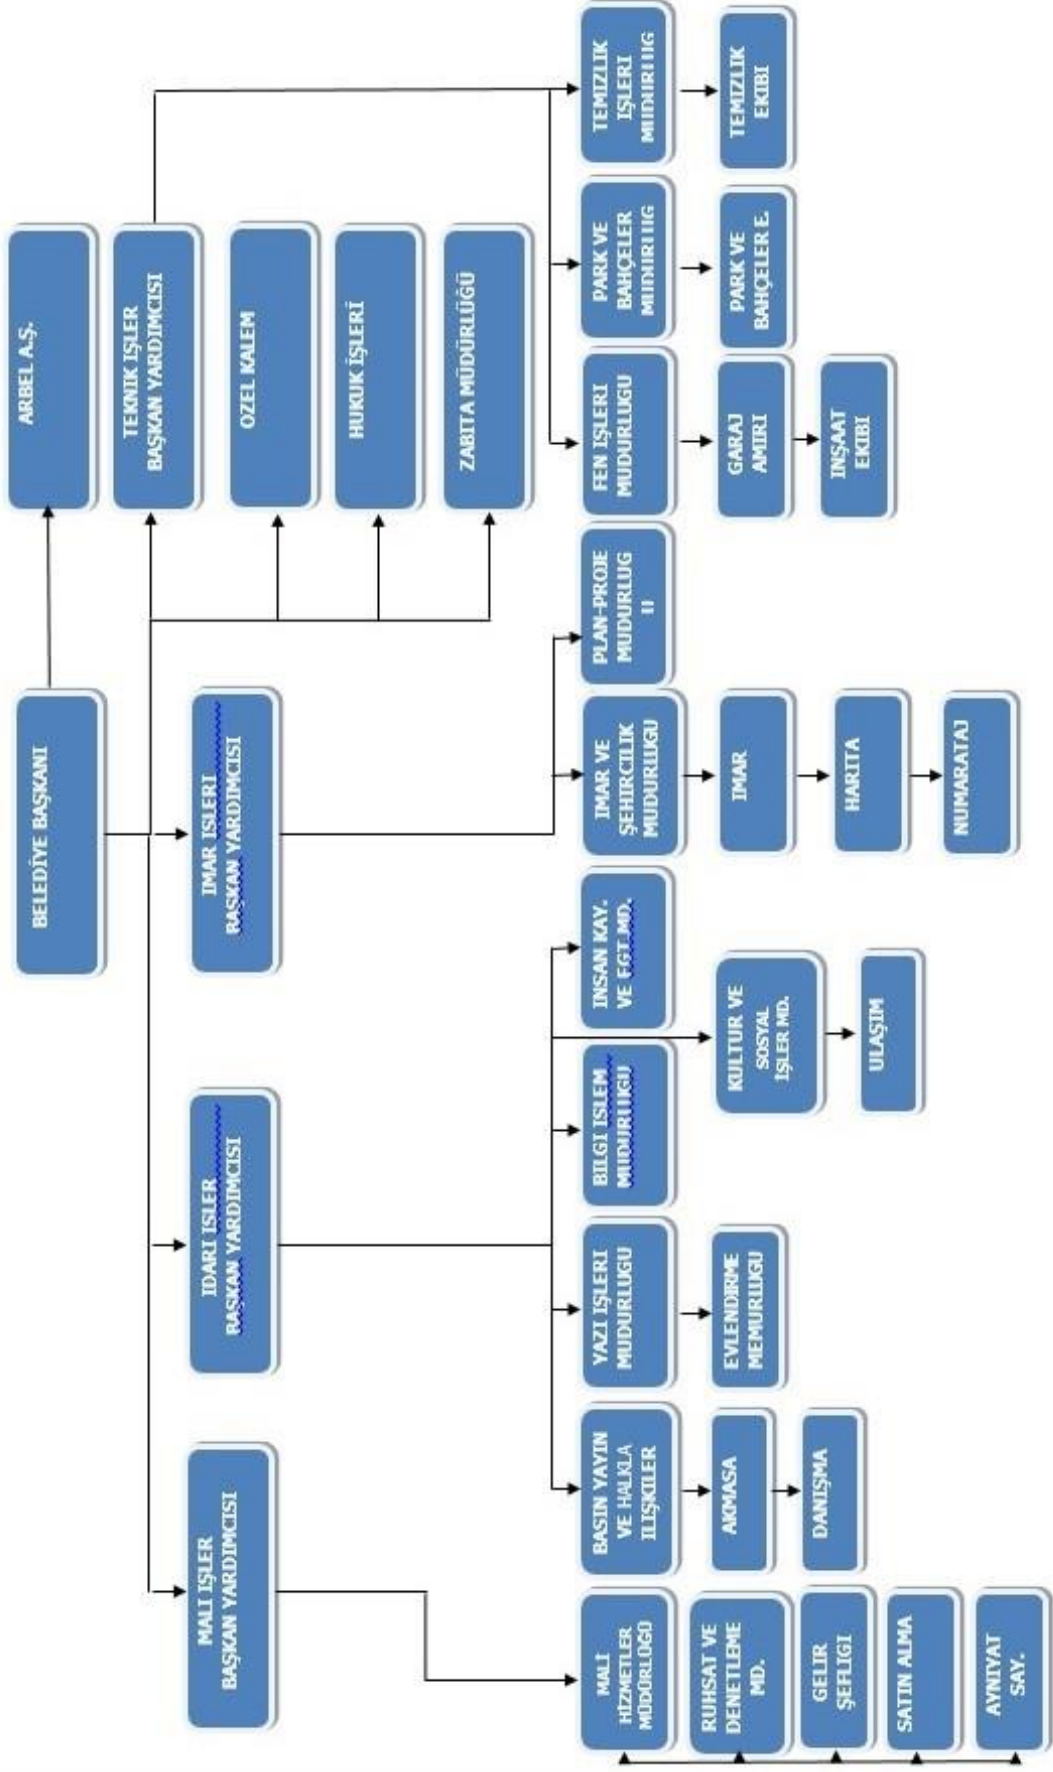 BELEDİYE BAŞKANI
ARBEL A.Ş.
TEKNIK IŞLER
BAŞKAN YARDIMCISI
OZEL KALEM
HUKUK İŞLERİ
ZABITA MÜDÜRLÜĞÜ
MALI IŞLER
BAŞKAN YARDIMCISI
IDARI ISLER
BAŞKAN YARDIMCISI
IMAR ISLERI
BAŞKAN YARDIMCISI
MALİ
HİZMETLER
MÜDÜRLÜĞÜ
RUHSAT VE
DENETLEME
MD.
GELIR
ŞEFLIGI
SATIN ALMA
AYNIYAT
SAY.
BASIN YAYIN
VE HALKLA
ILIŞKILER
AKMASA
DANIŞMA
YAZI IŞLERI
MUDURLUGU
EVLENDIRME
MEMURLUGU
BILGI ISLEM
MUDURLUGU
INSAN KAY.
VE EGT.MD.
KULTUR VE
SOSYAL
İŞLER MD.
ULAŞIM
IMAR VE
ŞEHIRCILIK
MUDURLUGU
IMAR
HARITA
NUMARATAJ
PLAN-PROJE
MUDURLUG
U
FEN IŞLERI
MUDURLUGU
GARAJ
AMIRI
INŞAAT
EKIBI
PARK VE
BAHÇELER
MUDURLUG
PARK VE
BAHÇELER E.
TEMIZLIK
IŞLERI
MUDURLUG
TEMIZLIK
EKIBI